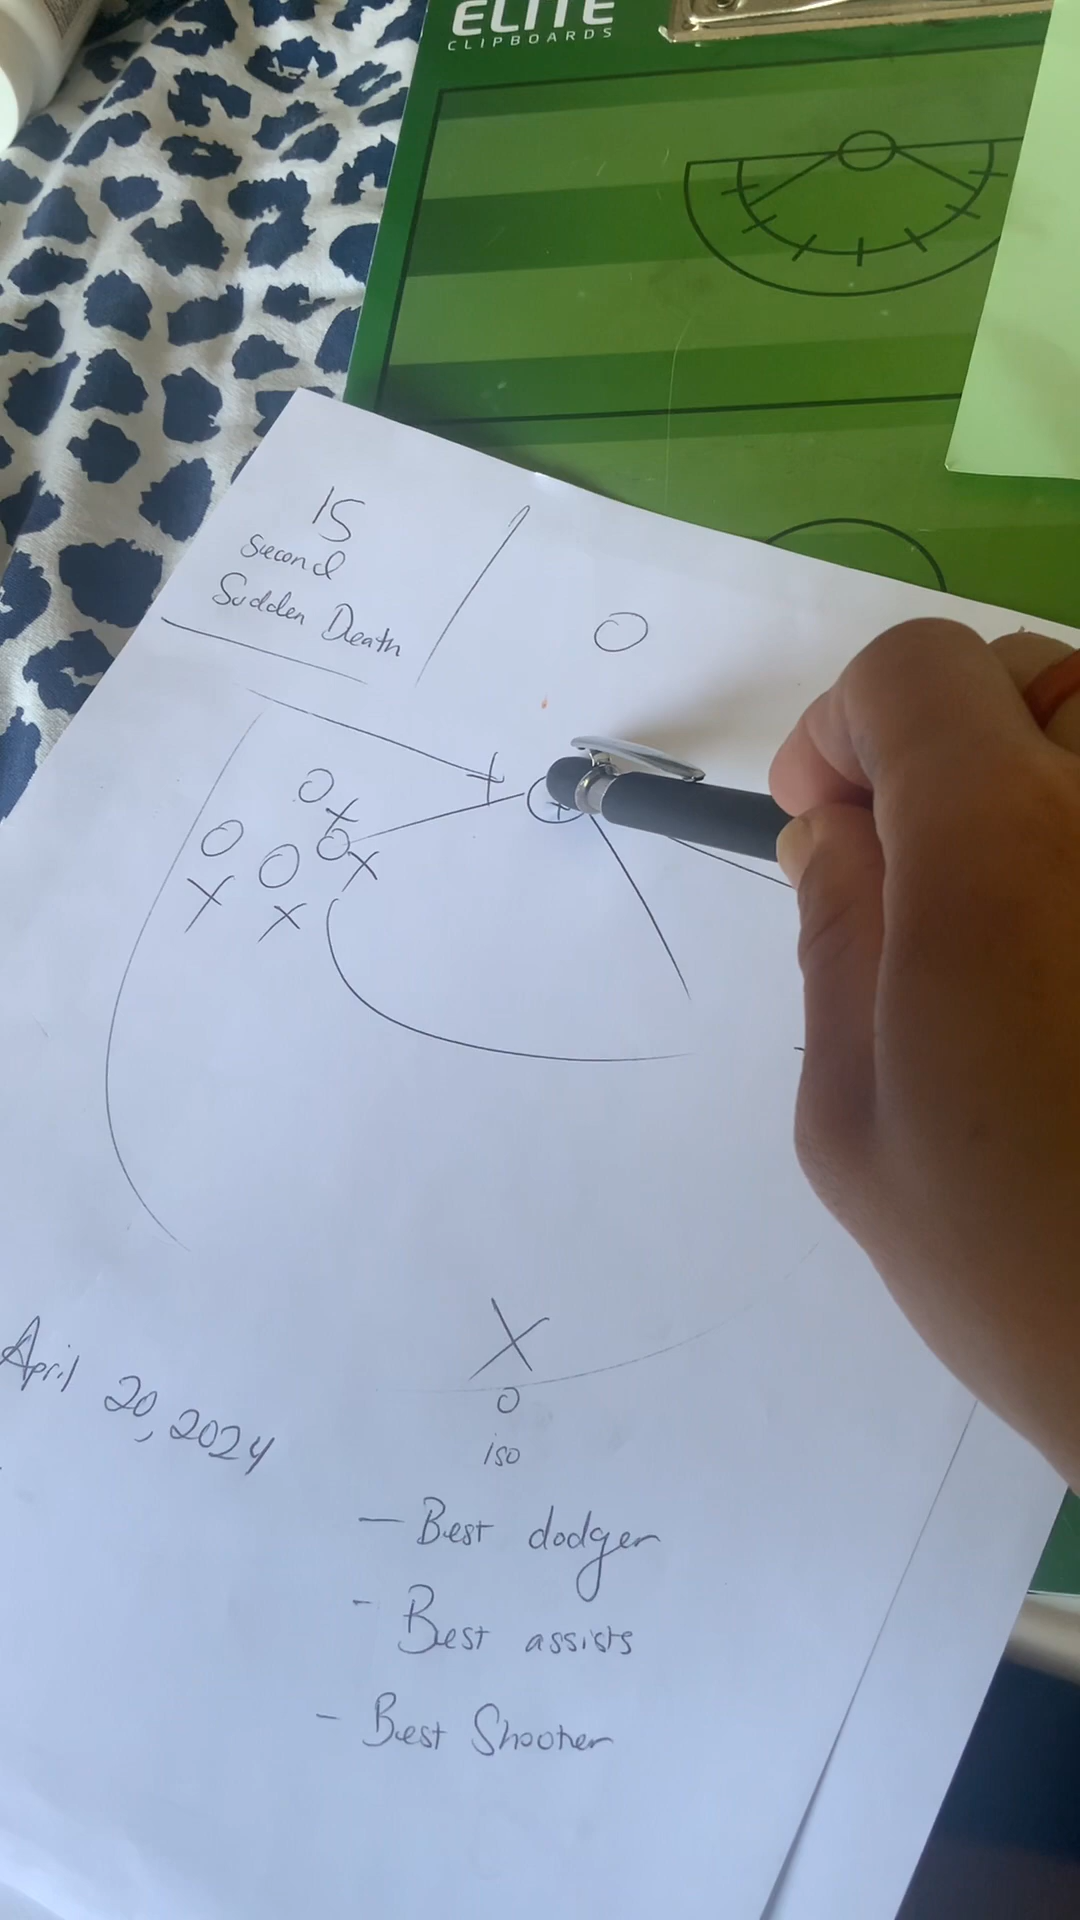 ELITE
CLIPBOARDS
15
Second
Sudden Death
April 20, 2024
iso
- Best dodger
- Best assists
- Best Shooter